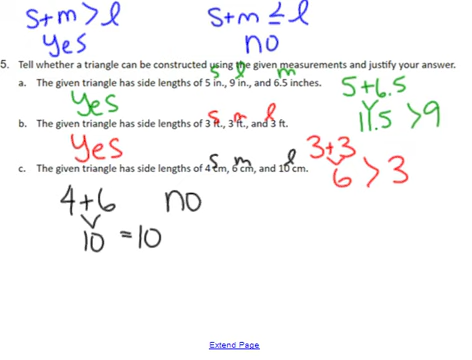 s+m > l
s+m ≤ l
yes
no
5. Tell whether a triangle can be constructed using the given measurements and justify your answer.
s l m
a. The given triangle has side lengths of 5 in., 9 in., and 6.5 inches.
5 + 6.5
yes
11.5 > 9
s m l
b. The given triangle has side lengths of 3 ft., 3 ft., and 3 ft.
yes
3+3
6 > 3
s m l
c. The given triangle has side lengths of 4 cm, 6 cm, and 10 cm.
4+6 no
10 = 10
Extend Page